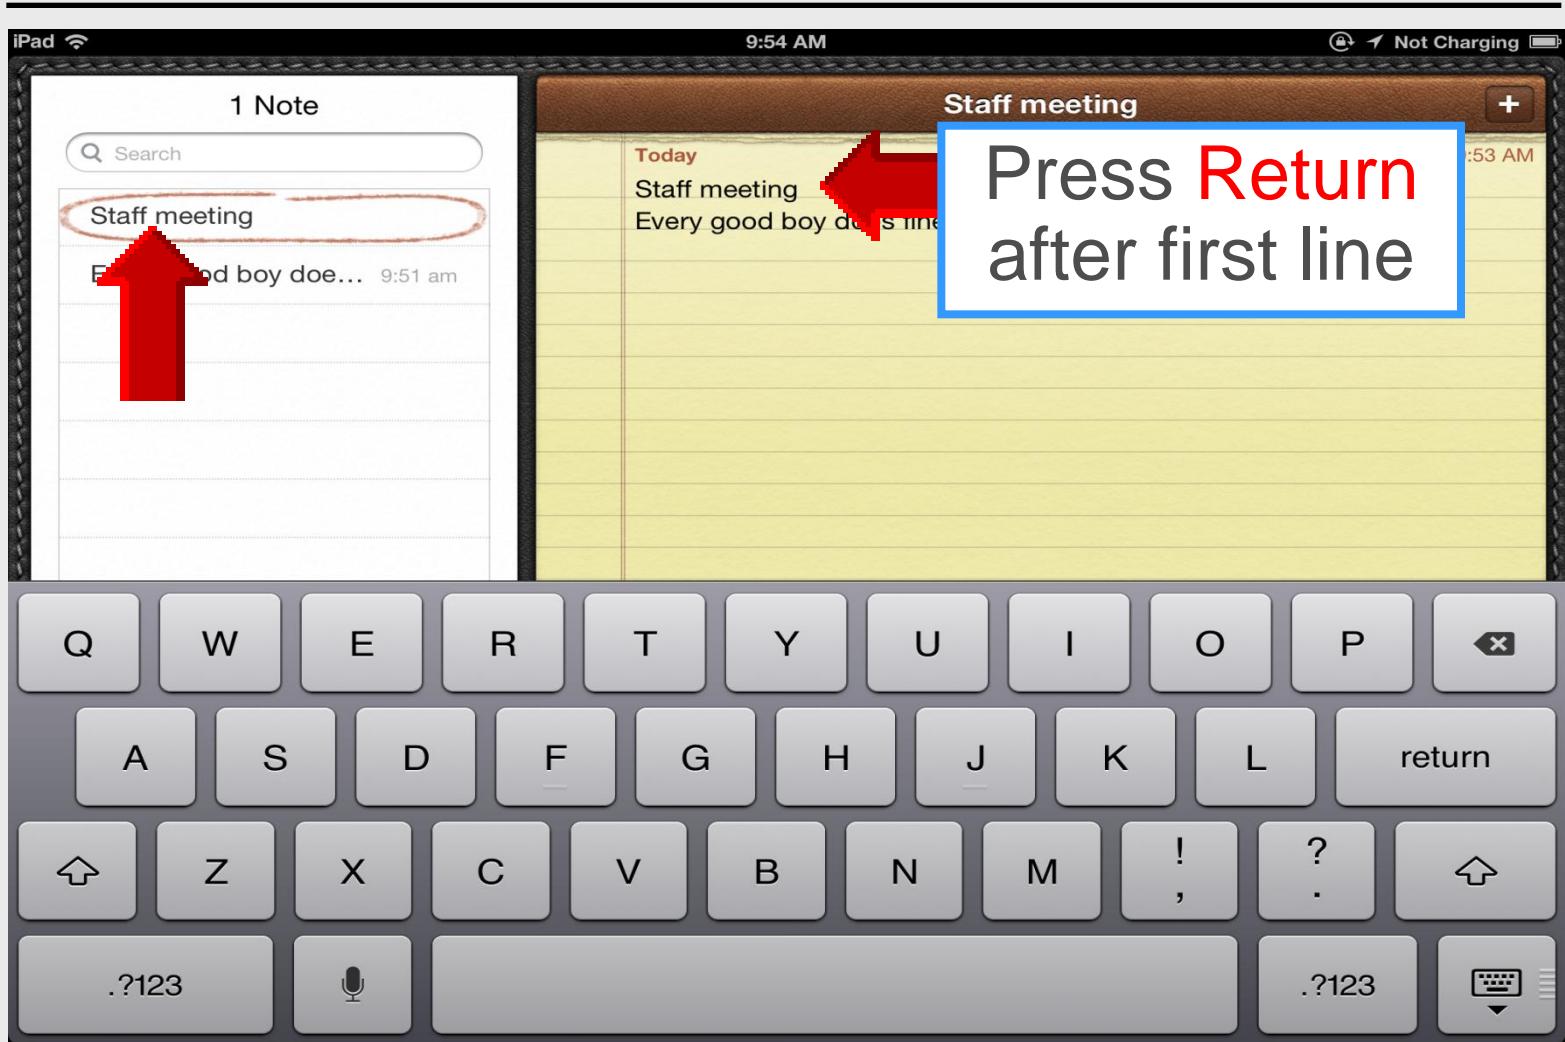 iPad 9:54 AM Not Charging
1 Note
Search
Staff meeting
good boy doe... 9:51 am
Staff meeting
+
Today :53 AM
Staff meeting
Every good boy
Press Return
after first line
Q W E R T Y U I O P
A S D F G H J K L return
Z X C V B N M ! , ? .
.?123 .?123